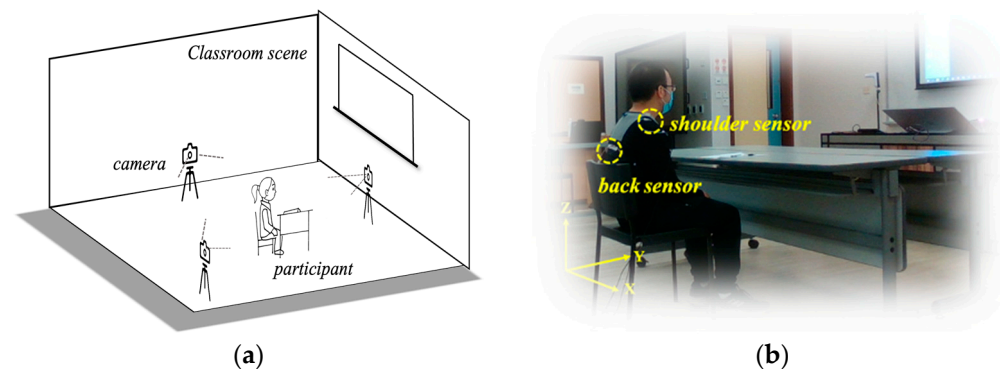 Classroom scene
camera
participant
shoulder sensor
back sensor
Z
Y
X
(a)
(b)